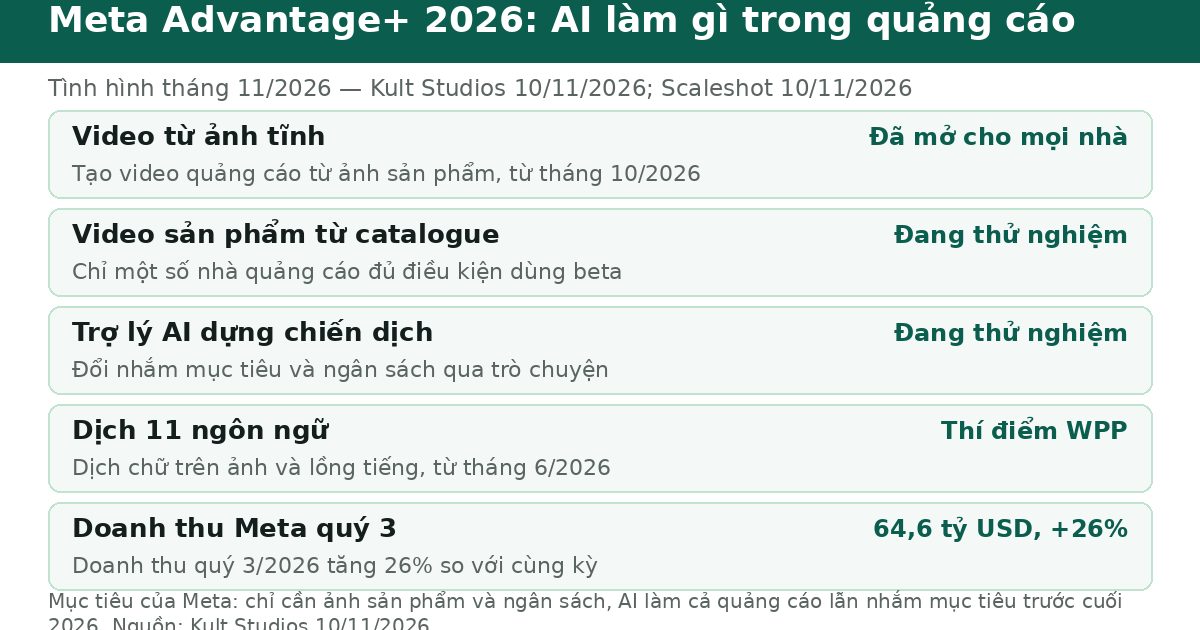 Meta Advantage+ 2026: AI làm gì trong quảng cáo
Tình hình tháng 11/2026 — Kult Studios 10/11/2026; Scaleshot 10/11/2026
Video từ ảnh tĩnh
Đã mở cho mọi nhà
Tạo video quảng cáo từ ảnh sản phẩm, từ tháng 10/2026
Video sản phẩm từ catalogue
Đang thử nghiệm
Chỉ một số nhà quảng cáo đủ điều kiện dùng beta
Trợ lý AI dựng chiến dịch
Đang thử nghiệm
Đổi nhắm mục tiêu và ngân sách qua trò chuyện
Dịch 11 ngôn ngữ
Thí điểm WPP
Dịch chữ trên ảnh và lồng tiếng, từ tháng 6/2026
Doanh thu Meta quý 3
64,6 tỷ USD, +26%
Doanh thu quý 3/2026 tăng 26% so với cùng kỳ
Mục tiêu của Meta: chỉ cần ảnh sản phẩm và ngân sách, AI làm cả quảng cáo lẫn nhắm mục tiêu trước cuối
2026. Nguồn: Kult Studios 10/11/2026